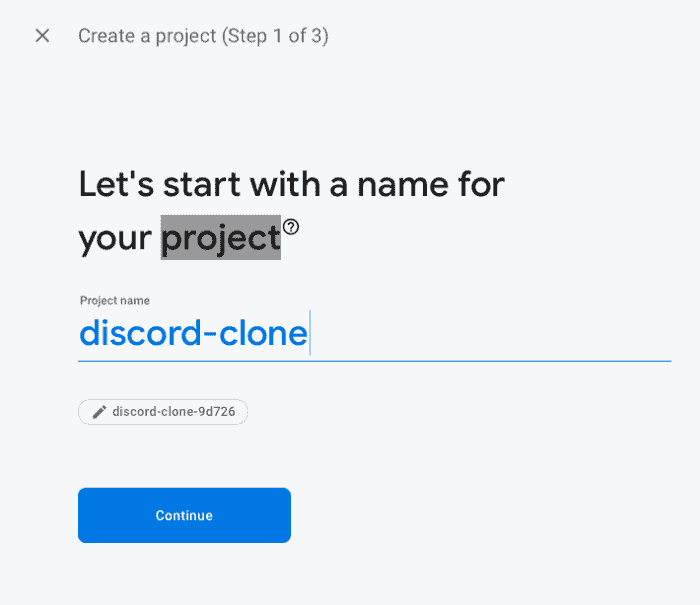 Create a project (Step 1 of 3)
Let's start with a name for
your project
Project name
discord-clone
discord-clone-9d726
Continue